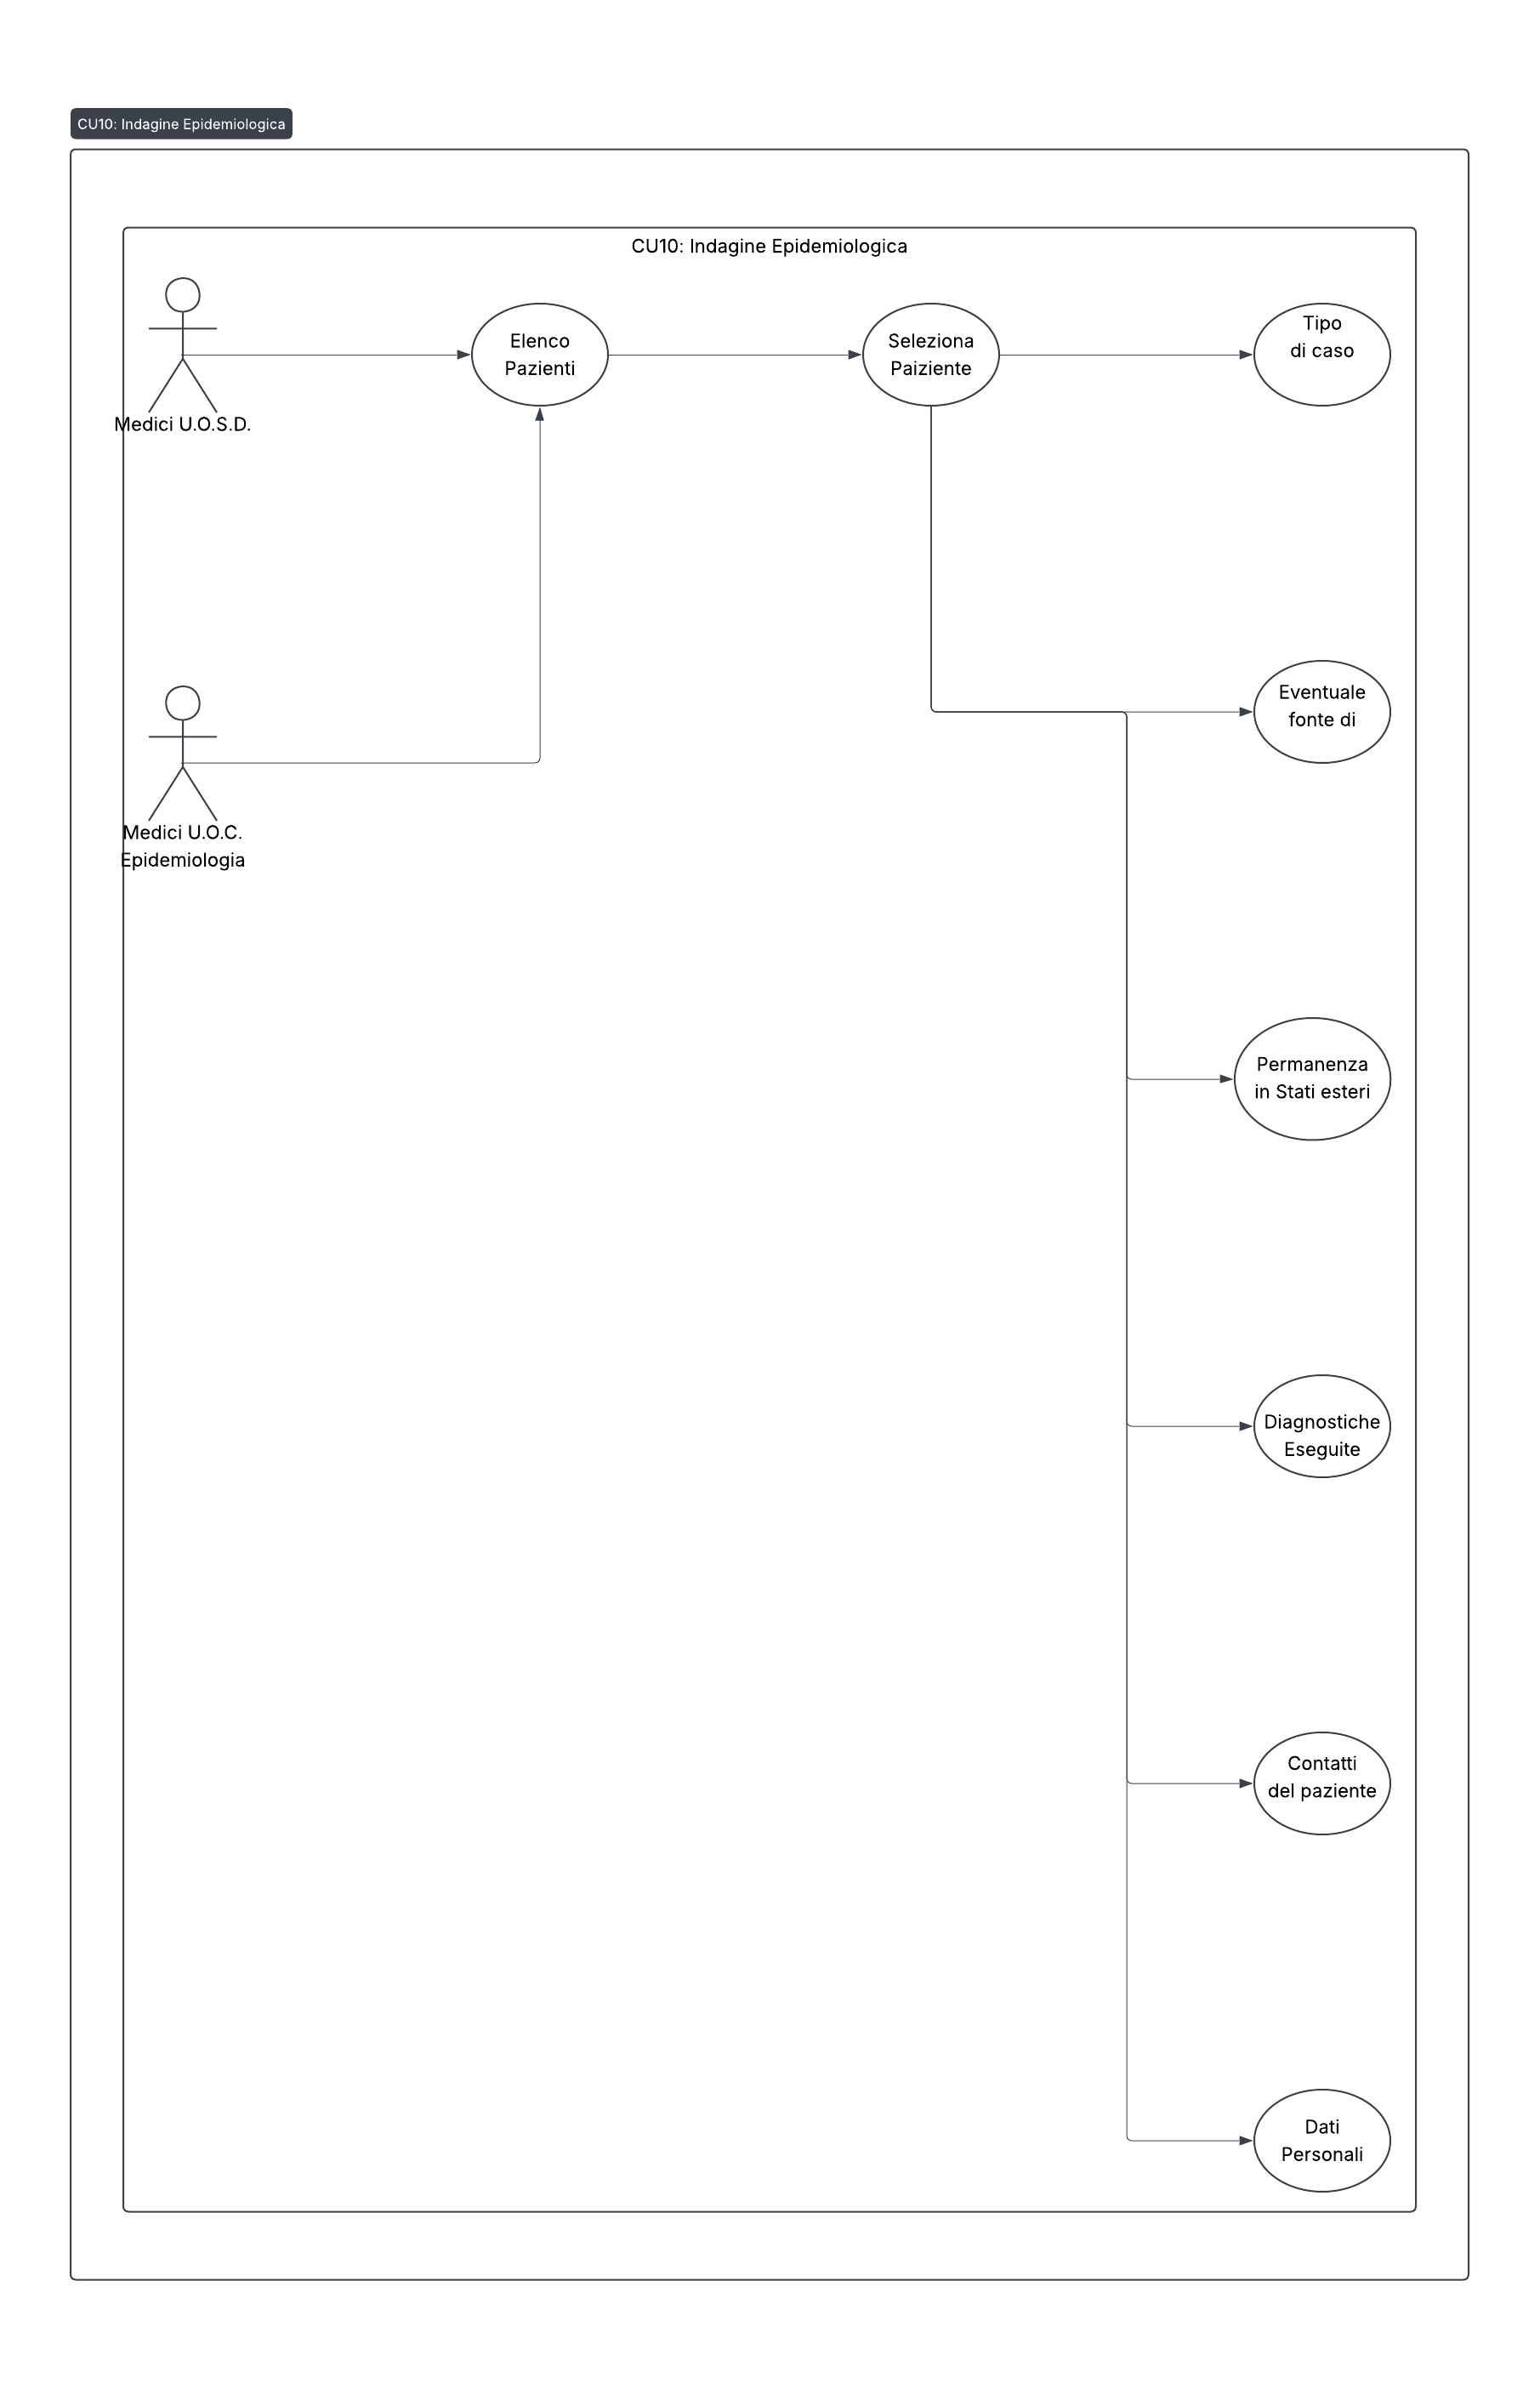 CU10: Indagine Epidemiologica
CU10: Indagine Epidemiologica
Medici U.O.S.D.
Elenco
Pazienti
Seleziona
Paiziente
Tipo
di caso
Medici U.O.C.
Epidemiologia
Eventuale
fonte di
Permanenza
in Stati esteri
Diagnostiche
Eseguite
Contatti
del paziente
Dati
Personali